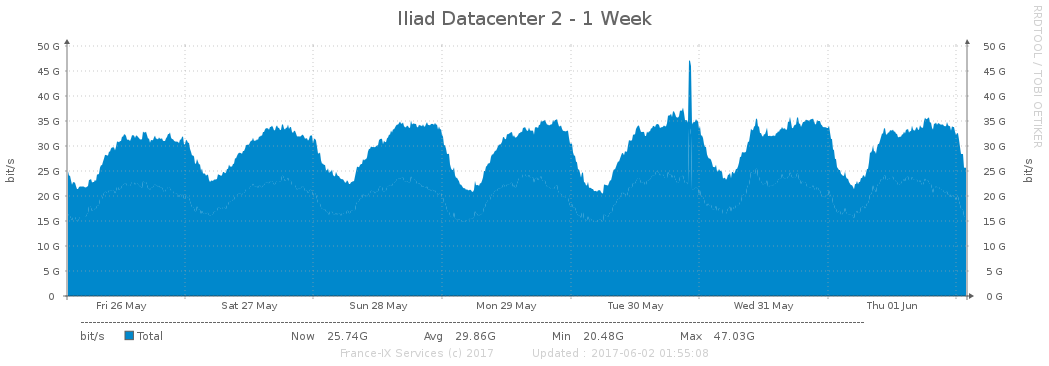 Iliad Datacenter 2 - 1 Week
RRDTOOL / TOBI OETIKER
50 G 50 G
45 G 45 G
40 G 40 G
35 G 35 G
30 G 30 G
25 G 25 G
20 G 20 G
15 G 15 G
10 G 10 G
5 G 5 G
0 0 G
bit/s bit/s
Fri 26 May Sat 27 May Sun 28 May Mon 29 May Tue 30 May Wed 31 May Thu 01 Jun
bit/s Total Now 25.74G Avg 29.86G Min 20.48G Max 47.03G
France-IX Services (c) 2017 Updated : 2017-06-02 01:55:08